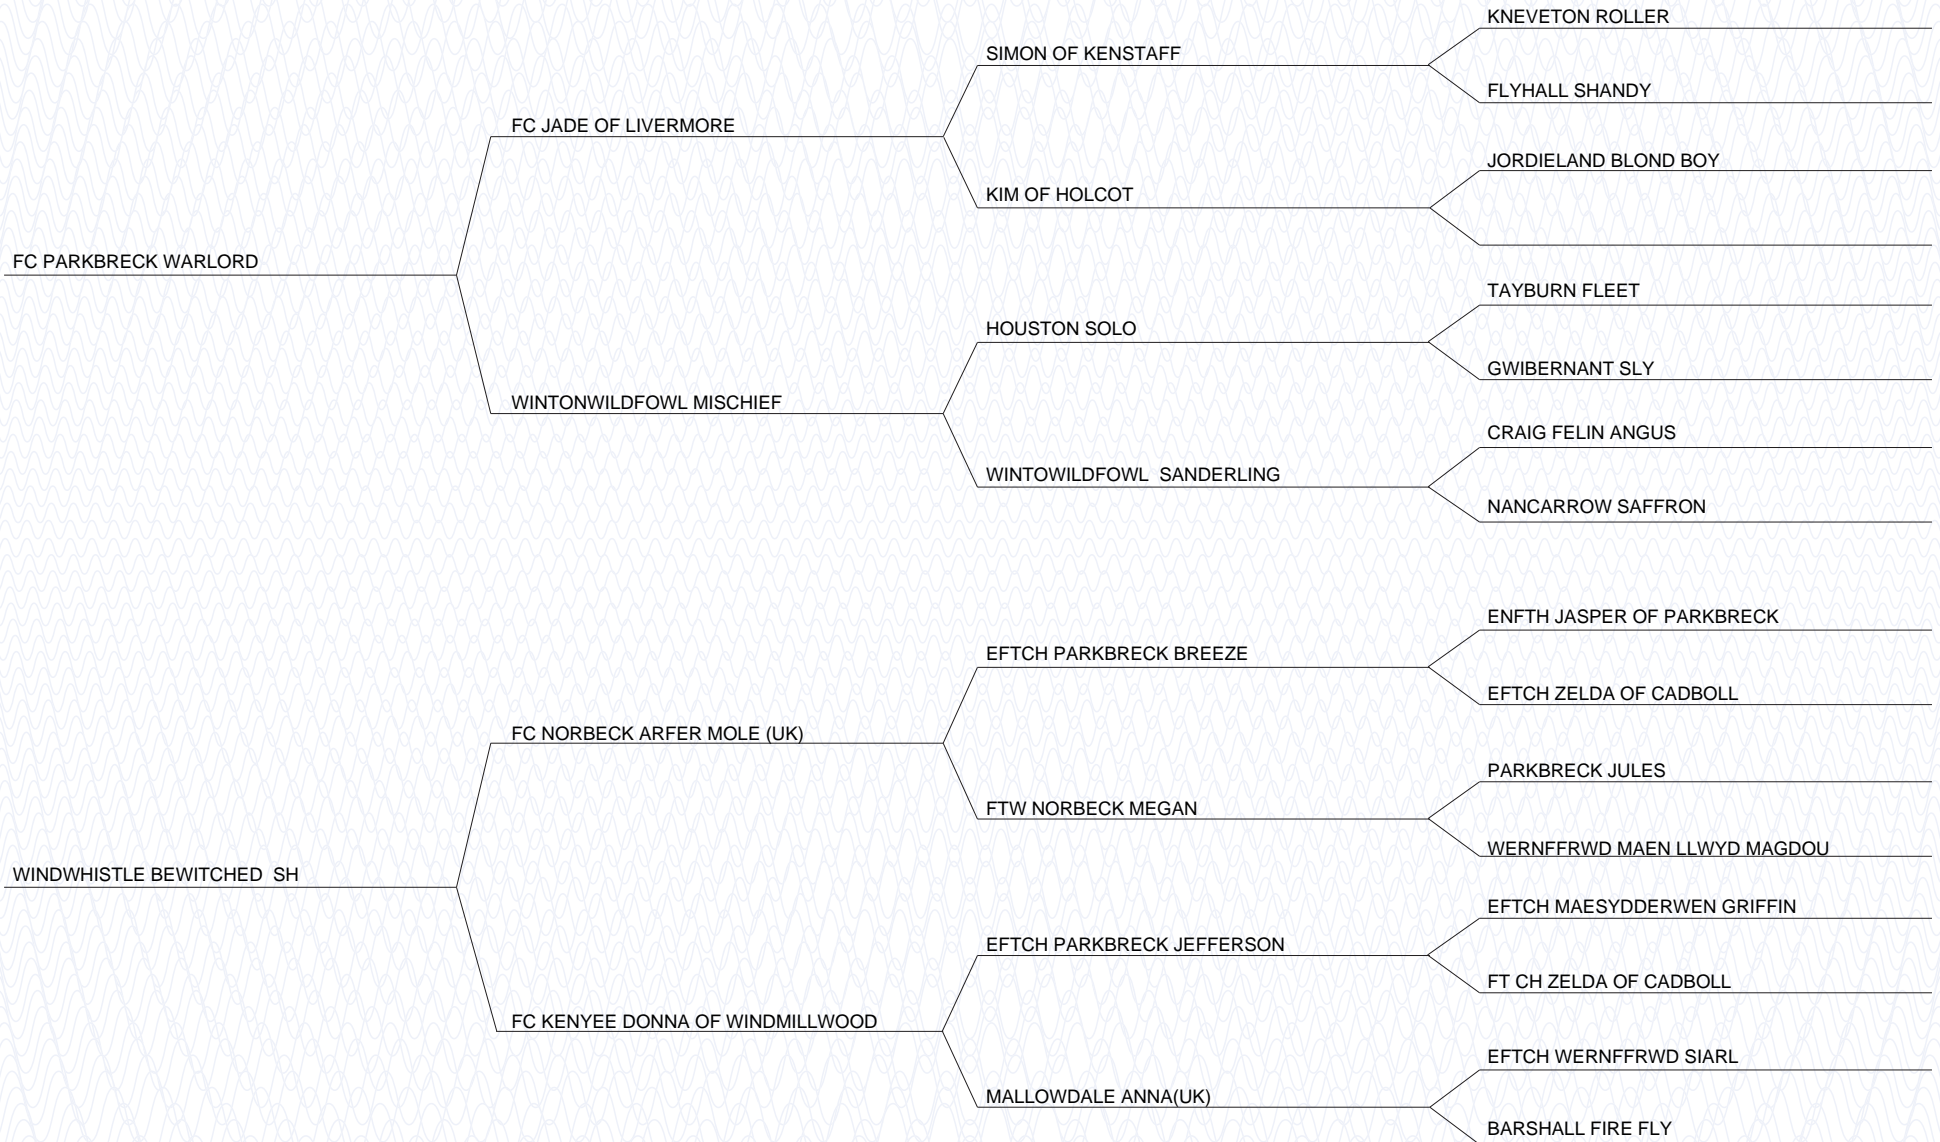 KNEVETON ROLLER
SIMON OF KENSTAFF
FLYHALL SHANDY
FC JADE OF LIVERMORE
JORDIELAND BLOND BOY
KIM OF HOLCOT
FC PARKBRECK WARLORD
TAYBURN FLEET
HOUSTON SOLO
GWIBERNANT SLY
WINTONWILDFOWL MISCHIEF
CRAIG FELIN ANGUS
WINTOWILDFOWL  SANDERLING
NANCARROW SAFFRON
ENFTH JASPER OF PARKBRECK
EFTCH PARKBRECK BREEZE
EFTCH ZELDA OF CADBOLL
FC NORBECK ARFER MOLE (UK)
PARKBRECK JULES
FTW NORBECK MEGAN
WERNFFRWD MAEN LLWYD MAGDOU
WINDWHISTLE BEWITCHED  SH
EFTCH MAESYDDERWEN GRIFFIN
EFTCH PARKBRECK JEFFERSON
FT CH ZELDA OF CADBOLL
FC KENYEE DONNA OF WINDMILLWOOD
EFTCH WERNFFRWD SIARL
MALLOWDALE ANNA(UK)
BARSHALL FIRE FLY